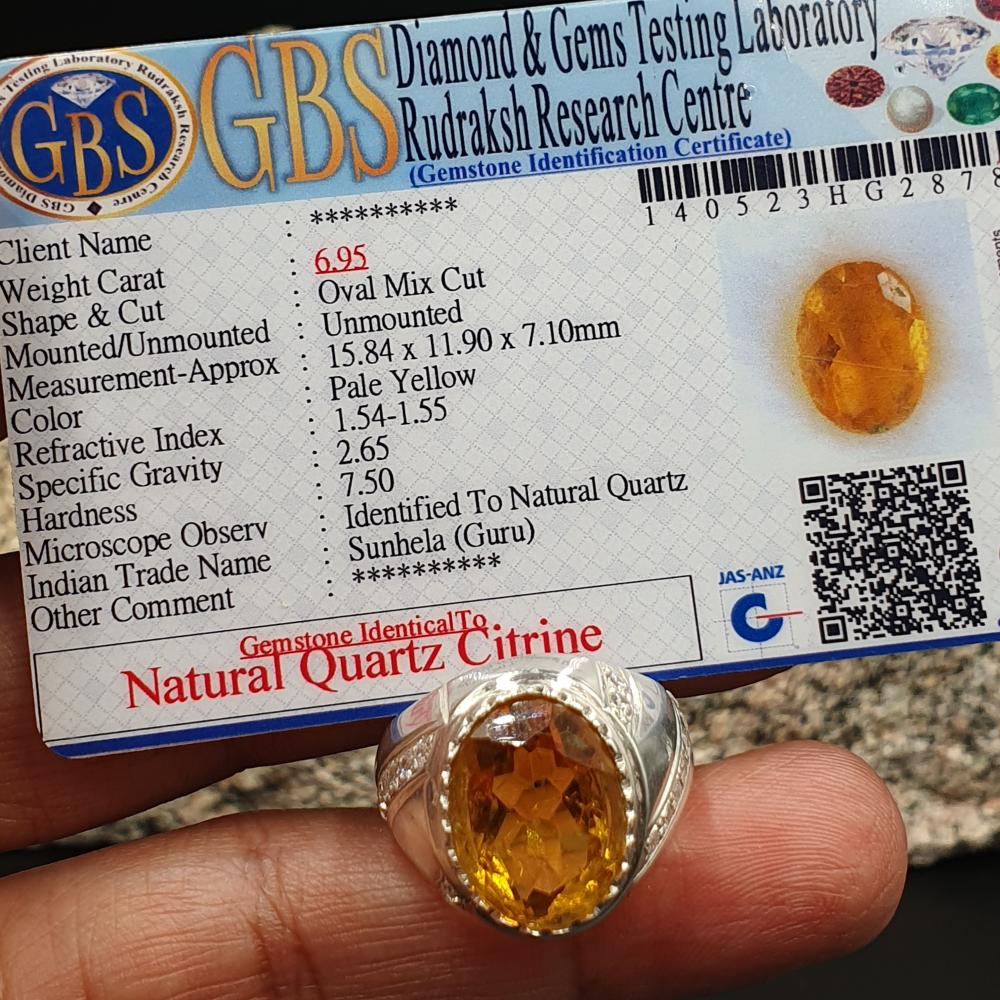 GBS
GBS
Diamond & Gems Testing Laboratory
Rudraksh Research Centre
(Gemstone Identification Certificate)
140523HG2878
Client Name : **********
Weight Carat : 6.95
Shape & Cut : Oval Mix Cut
Mounted/Unmounted : Unmounted
Measurement-Approx : 15.84 x 11.90 x 7.10mm
Color : Pale Yellow
Refractive Index : 1.54-1.55
Specific Gravity : 2.65
Hardness : 7.50
Microscope Observ : Identified To Natural Quartz
Indian Trade Name : Sunhela (Guru)
Other Comment : **********
JAS-ANZ
Gemstone IdenticalTo
Natural Quartz Citrine